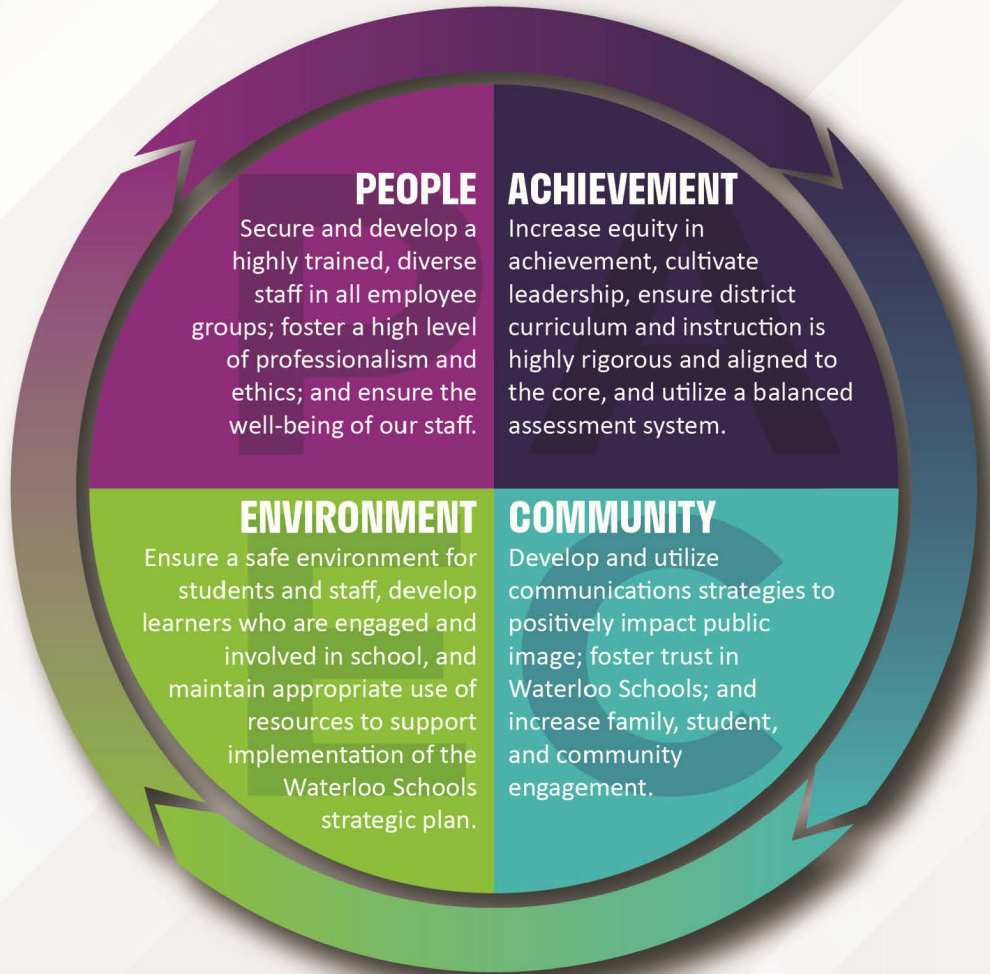 PEOPLE
Secure and develop a
highly trained, diverse
staff in all employee
groups; foster a high level
of professionalism and
ethics; and ensure the
well-being of our staff.
ACHIEVEMENT
Increase equity in
achievement, cultivate
leadership, ensure district
curriculum and instruction is
highly rigorous and aligned to
the core, and utilize a balanced
assessment system.
ENVIRONMENT
Ensure a safe environment for
students and staff, develop
learners who are engaged and
involved in school, and
maintain appropriate use of
resources to support
implementation of the
Waterloo Schools
strategic plan.
COMMUNITY
Develop and utilize
communications strategies to
positively impact public
image; foster trust in
Waterloo Schools; and
increase family, student,
and community
engagement.
P
A
E
C